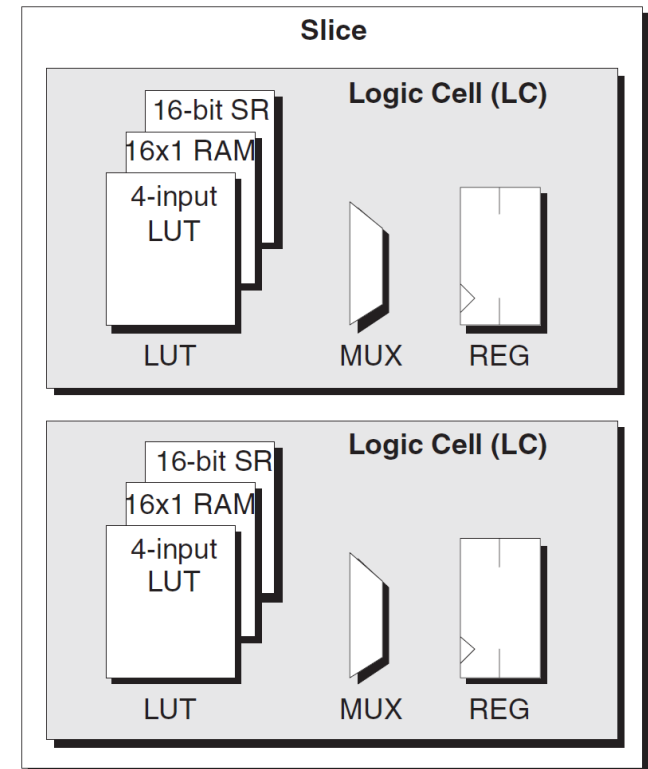 Slice
Logic Cell (LC)
16-bit SR
16x1 RAM
4-input
LUT
LUT
MUX
REG
Logic Cell (LC)
16-bit SR
16x1 RAM
4-input
LUT
LUT
MUX
REG